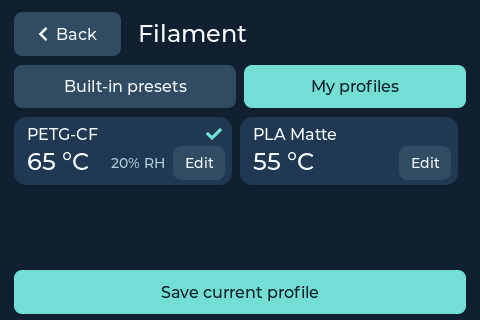 Back
Filament
Built-in presets
My profiles
PETG-CF
65 °C
20% RH
Edit
PLA Matte
55 °C
Edit
Save current profile